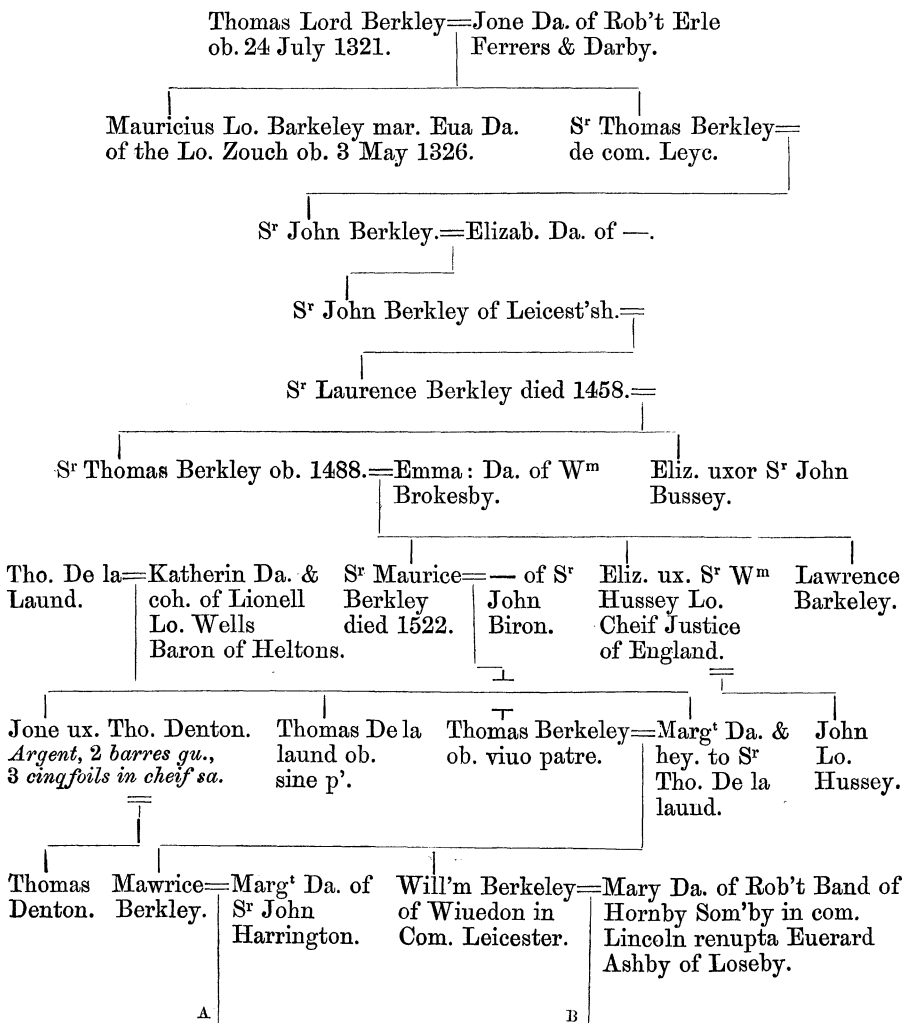 Thomas Lord Berkley=Jone Da. of Rob't Erle
ob. 24 July 1321. Ferrers & Darby.
Mauricius Lo. Barkeley mar. Eua Da.
of the Lo. Zouch ob. 3 May 1326.
Sʳ Thomas Berkley=
de com. Leyc.
Sʳ John Berkley.=Elizab. Da. of —.
Sʳ John Berkley of Leicest'sh.=
Sʳ Laurence Berkley died 1458.=
Sʳ Thomas Berkley ob. 1488.=Emma: Da. of Wᵐ
Brokesby.
Eliz. uxor Sʳ John
Bussey.
Tho. De la=
Laund.
Katherin Da. &
coh. of Lionell
Lo. Wells
Baron of Heltons.
Sʳ Maurice=
Berkley
died 1522.
— of Sʳ
John
Biron.
Eliz. ux. Sʳ Wᵐ
Hussey Lo.
Cheif Justice
of England.
=
Lawrence
Barkeley.
Jone ux. Tho. Denton.
Argent, 2 barres gu.,
3 cinqfoils in cheif sa.
=
Thomas De la
laund ob.
sine p'.
Thomas Berkeley=
ob. viuo patre.
Margᵗ Da. &
hey. to Sʳ
Tho. De la
laund.
John
Lo.
Hussey.
Thomas
Denton.
Mawrice=
Berkley.
Margᵗ Da. of
Sʳ John
Harrington.
Will'm Berkeley=
of Wiuedon in
Com. Leicester.
Mary Da. of Rob't Band of
Hornby Som'by in com.
Lincoln renupta Euerard
Ashby of Loseby.
A
B